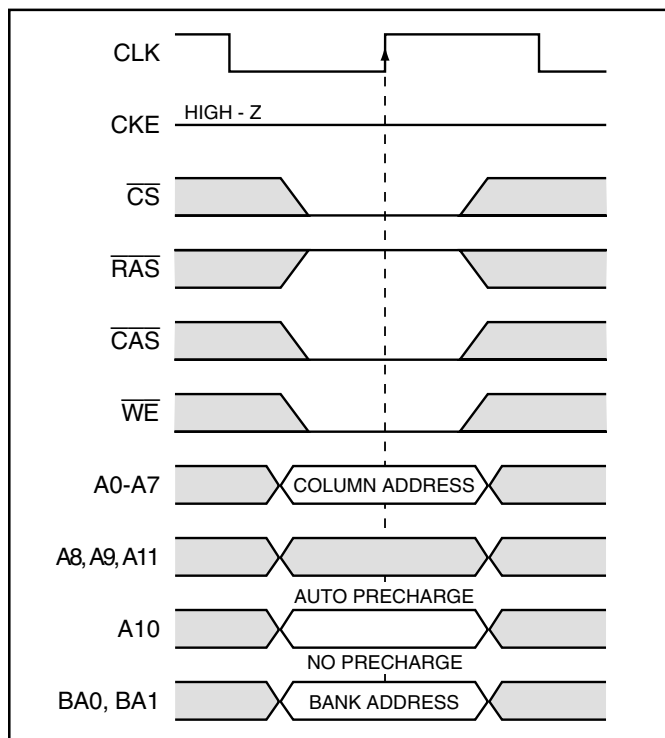 CLK
CKE HIGH - Z
CS
RAS
CAS
WE
A0-A7 COLUMN ADDRESS
A8, A9, A11
AUTO PRECHARGE
A10
NO PRECHARGE
BA0, BA1 BANK ADDRESS